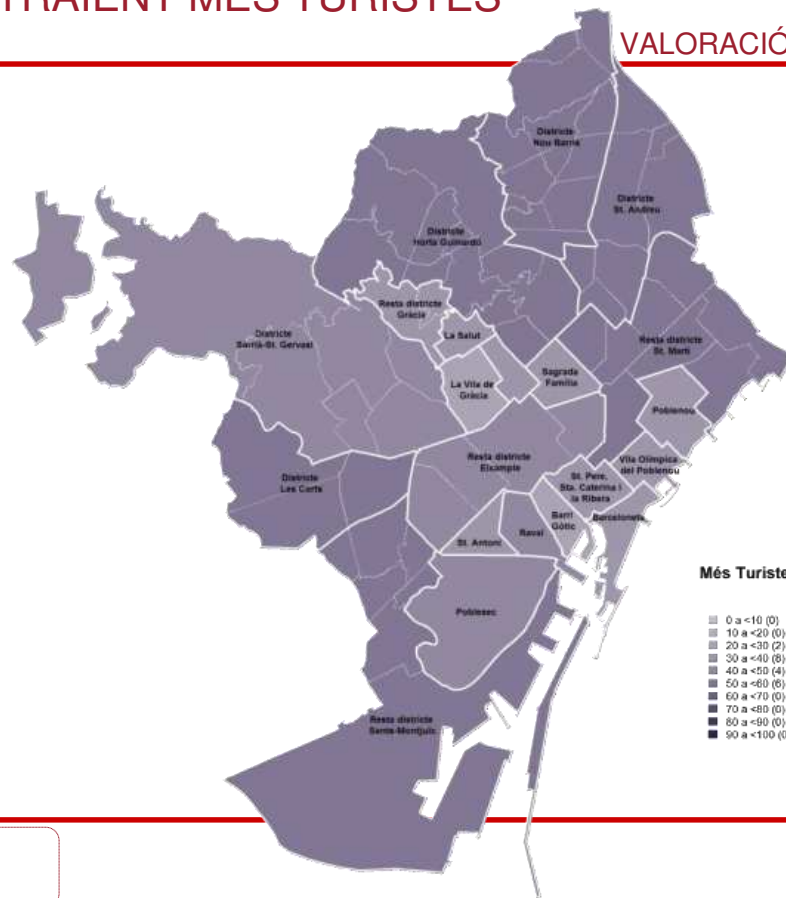 TRAIENT MÉS TURISTES
VALORACIÓ
Districte
Nou Barris
Districte
St. Andreu
Districte
Horta Guinardó
Resta districte
Gràcia
Districte
Sarrià-St. Gervasi
La Salut
Resta districte
St. Martí
Sagrada
Família
La Vila de
Gràcia
Poblenou
Resta districte
Eixample
Vila Olímpica
del Poblenou
Districte
Les Corts
St. Pere,
Sta. Caterina i
la Ribera
Barri
Gòtic
Barceloneta
Raval
St. Antoni
Poblesec
Resta districte
Sants-Montjuïc
Més Turiste
0 a <10 (0)
10 a <20 (0)
20 a <30 (2)
30 a <40 (8)
40 a <50 (4)
50 a <60 (6)
60 a <70 (0)
70 a <80 (0)
80 a <90 (0)
90 a <100 (0